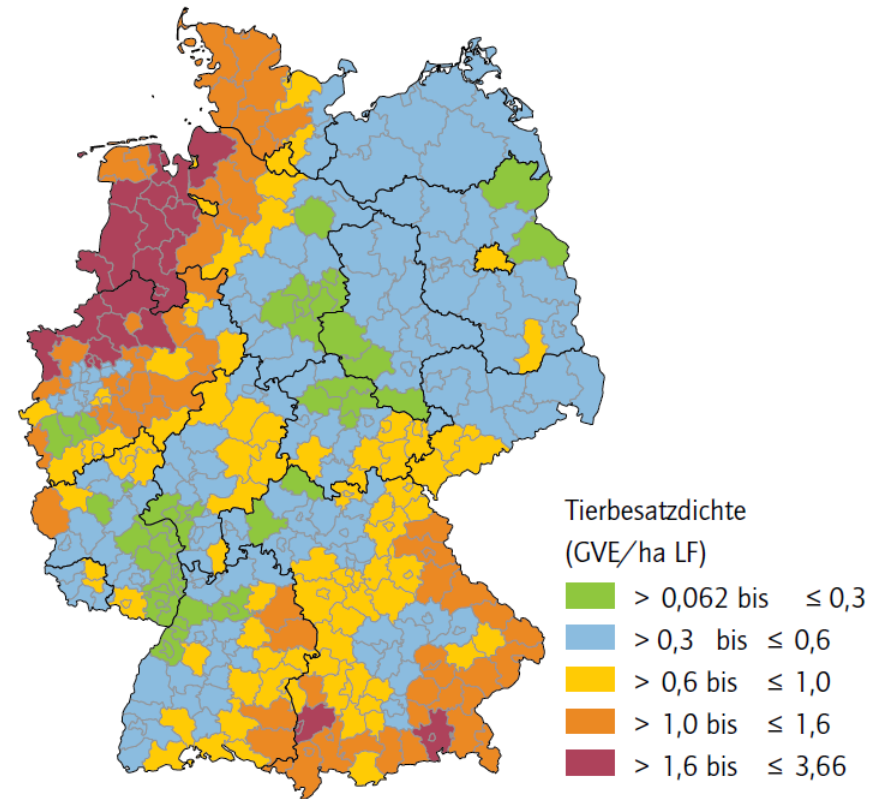 Tierbesatzdichte
(GVE/ha LF)
> 0,062 bis ≤ 0,3
> 0,3 bis ≤ 0,6
> 0,6 bis ≤ 1,0
> 1,0 bis ≤ 1,6
> 1,6 bis ≤ 3,66